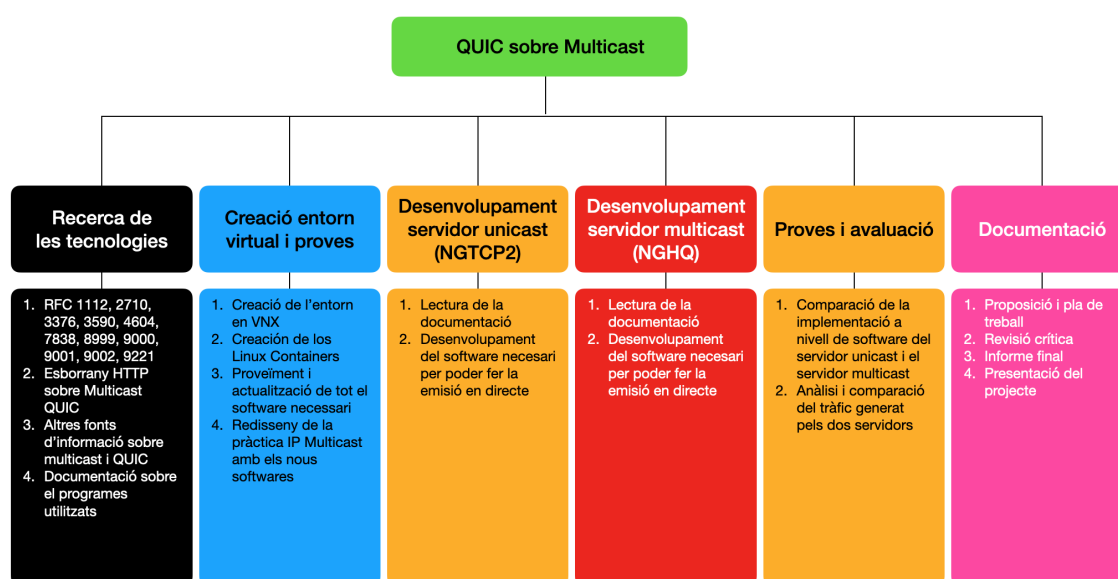 QUIC sobre Multicast
Recerca de
les tecnologies
1. RFC 1112, 2710,
3376, 3590, 4604,
7838, 8999, 9000,
9001, 9002, 9221
2. Esborrany HTTP
sobre Multicast
QUIC
3. Altres fonts
d'informació sobre
multicast i QUIC
4. Documentació sobre
el programes
utilitzats
Creació entorn
virtual i proves
1. Creació de l'entorn
en VNX
2. Creación de los
Linux Containers
3. Proveïment i
actualització de tot el
software necessari
4. Redisseny de la
pràctica IP Multicast
amb els nous
softwares
Desenvolupament
servidor unicast
(NGTCP2)
1. Lectura de la
documentació
2. Desenvolupament
del software necesari
per poder fer la
emisió en directe
Desenvolupament
servidor multicast
(NGHQ)
1. Lectura de la
documentació
2. Desenvolupament
del software necesari
per poder fer la
emisió en directe
Proves i avaluació
1. Comparació de la
implementació a
nivell de software del
servidor unicast i el
servidor multicast
2. Anàlisi i comparació
del tràfic generat
pels dos servidors
Documentació
1. Proposició i pla de
treball
2. Revisió crítica
3. Informe final
4. Presentació del
projecte